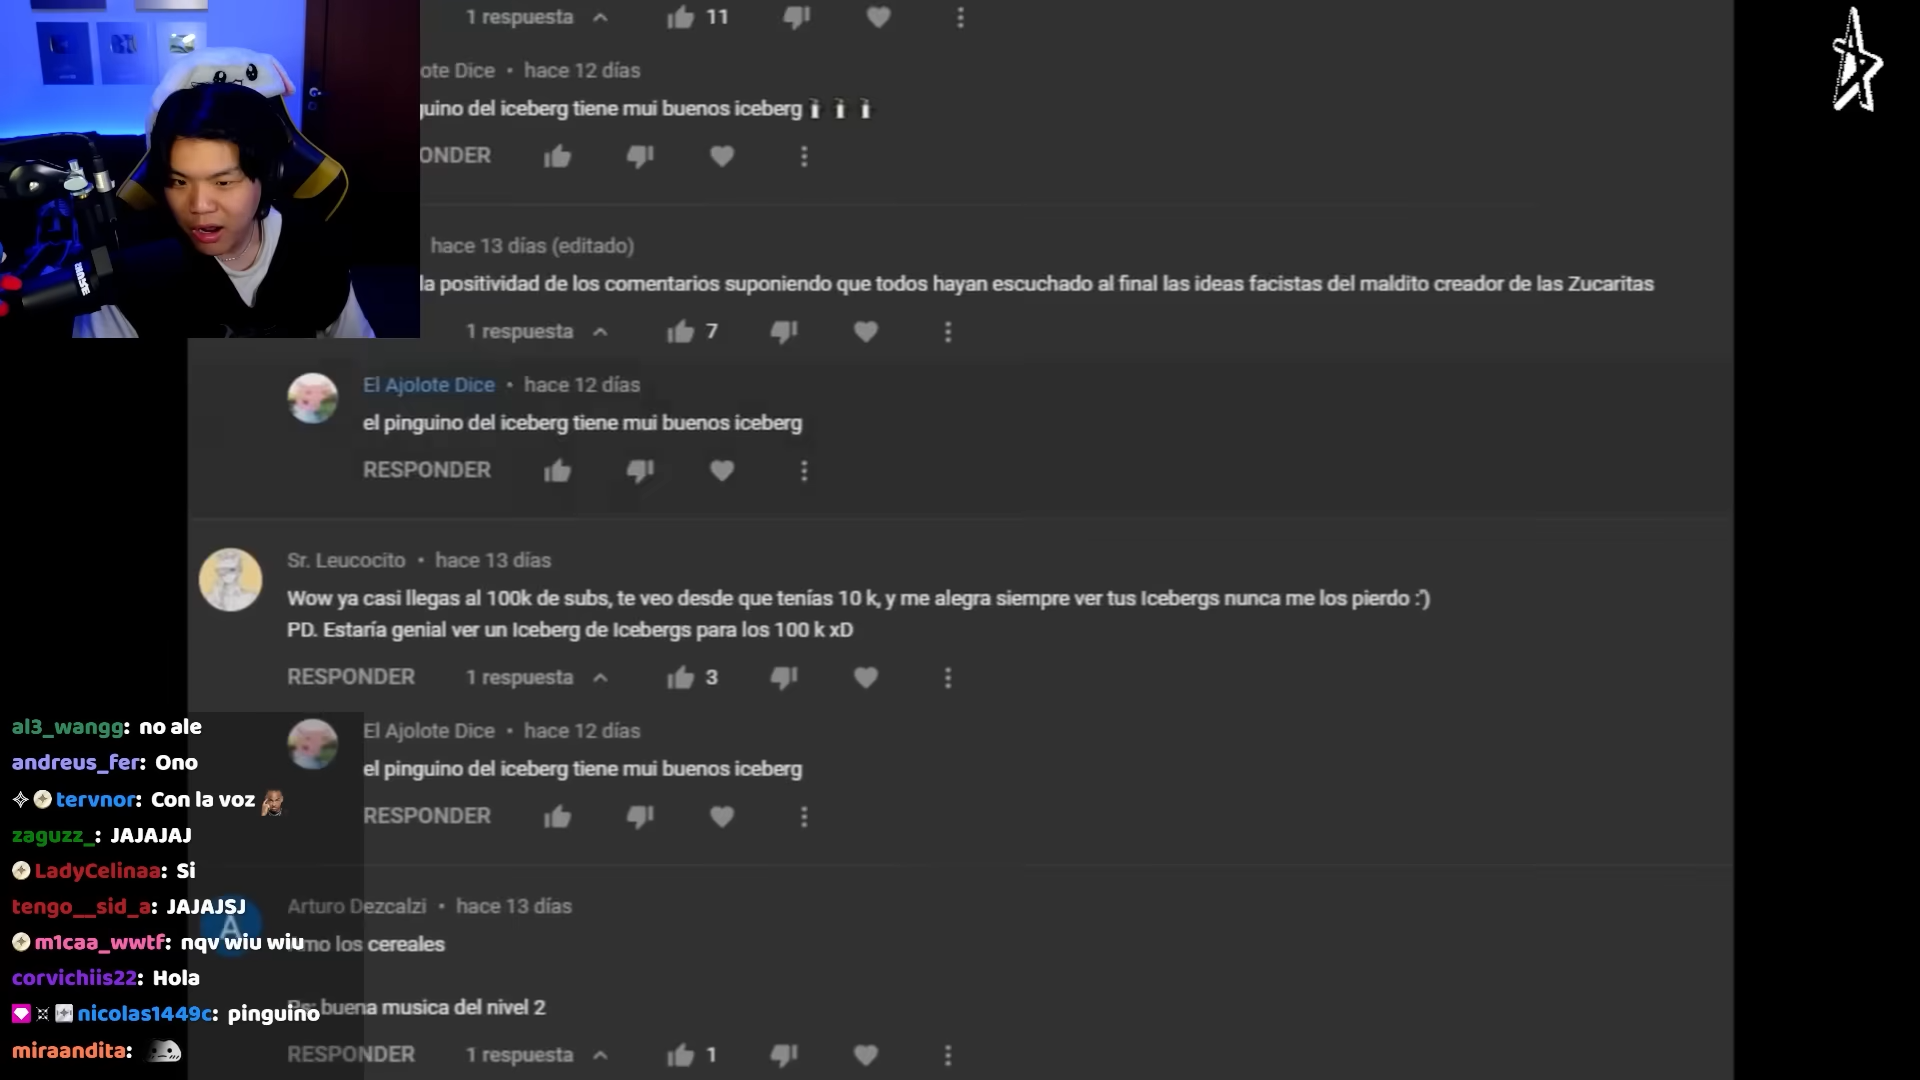 1 respuesta
11
ote Dice • hace 12 días
guino del iceberg tiene mui buenos iceberg
ONDER
hace 13 días (editado)
la positividad de los comentarios suponiendo que todos hayan escuchado al final las ideas facistas del maldito creador de las Zucaritas
1 respuesta
7
El Ajolote Dice • hace 12 días
el pinguino del iceberg tiene mui buenos iceberg
RESPONDER
Sr. Leucocito • hace 13 días
Wow ya casi llegas al 100k de subs, te veo desde que tenías 10 k, y me alegra siempre ver tus Icebergs nunca me los pierdo :')
PD. Estaría genial ver un Iceberg de Icebergs para los 100 k xD
RESPONDER
1 respuesta
3
El Ajolote Dice • hace 12 días
el pinguino del iceberg tiene mui buenos iceberg
RESPONDER
Arturo Dezcalzi • hace 13 días
mo los cereales
buena musica del nivel 2
RESPONDER
1 respuesta
1
al3_wangg: no ale
andreus_fer: Ono
tervnor: Con la voz
zaguzz_: JAJAJAJ
LadyCelinaa: Si
tengo__sid_a: JAJAJSJ
m1caa_wwtf: nqv wiu wiu
corvichiis22: Hola
nicolas1449c: pinguino
miraandita:
A
SHURE